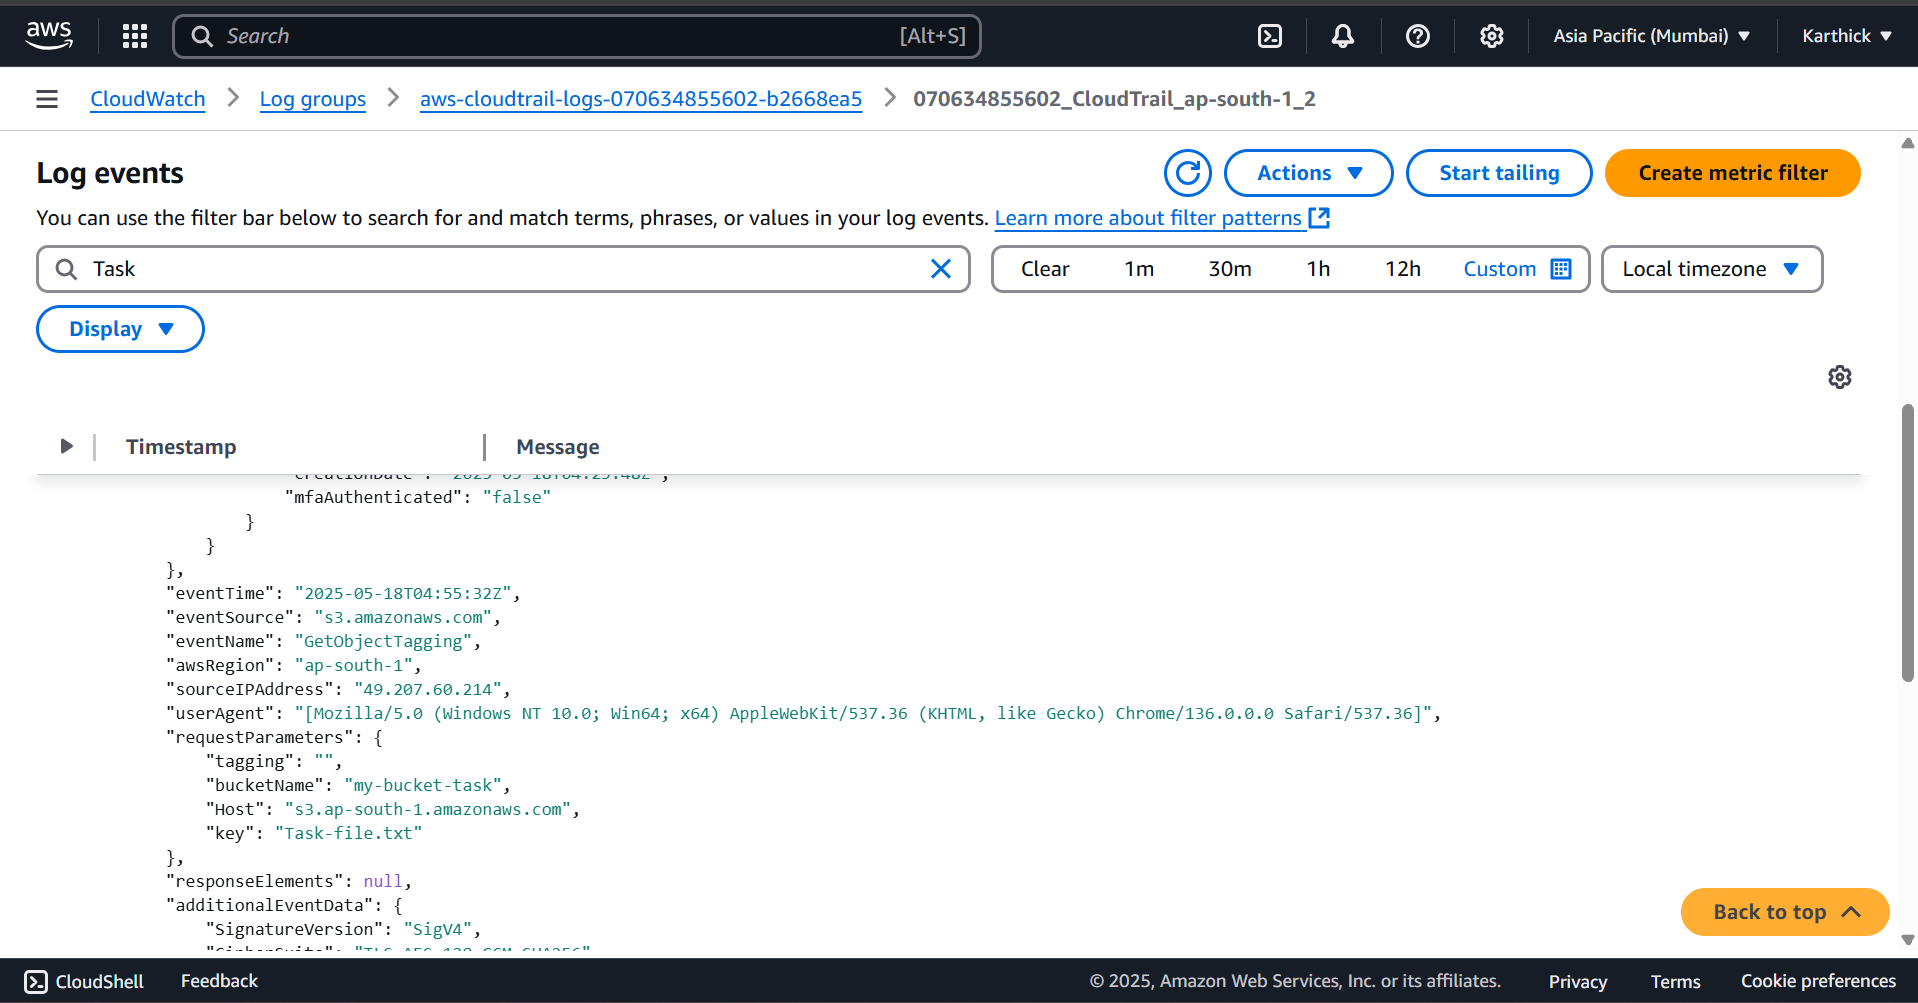 aws
Search
[Alt+S]
Asia Pacific (Mumbai)
Karthick
CloudWatch
Log groups
aws-cloudtrail-logs-070634855602-b2668ea5
070634855602_CloudTrail_ap-south-1_2
Log events
Actions
Start tailing
Create metric filter
You can use the filter bar below to search for and match terms, phrases, or values in your log events. Learn more about filter patterns
Task
Clear
1m
30m
1h
12h
Custom
Local timezone
Display
Timestamp
Message
"mfaAuthenticated": "false"
}
}
},
"eventTime": "2025-05-18T04:55:32Z",
"eventSource": "s3.amazonaws.com",
"eventName": "GetObjectTagging",
"awsRegion": "ap-south-1",
"sourceIPAddress": "49.207.60.214",
"userAgent": "[Mozilla/5.0 (Windows NT 10.0; Win64; x64) AppleWebKit/537.36 (KHTML, like Gecko) Chrome/136.0.0.0 Safari/537.36]",
"requestParameters": {
"tagging": "",
"bucketName": "my-bucket-task",
"Host": "s3.ap-south-1.amazonaws.com",
"key": "Task-file.txt"
},
"responseElements": null,
"additionalEventData": {
"SignatureVersion": "SigV4",
Back to top
CloudShell
Feedback
© 2025, Amazon Web Services, Inc. or its affiliates.
Privacy
Terms
Cookie preferences